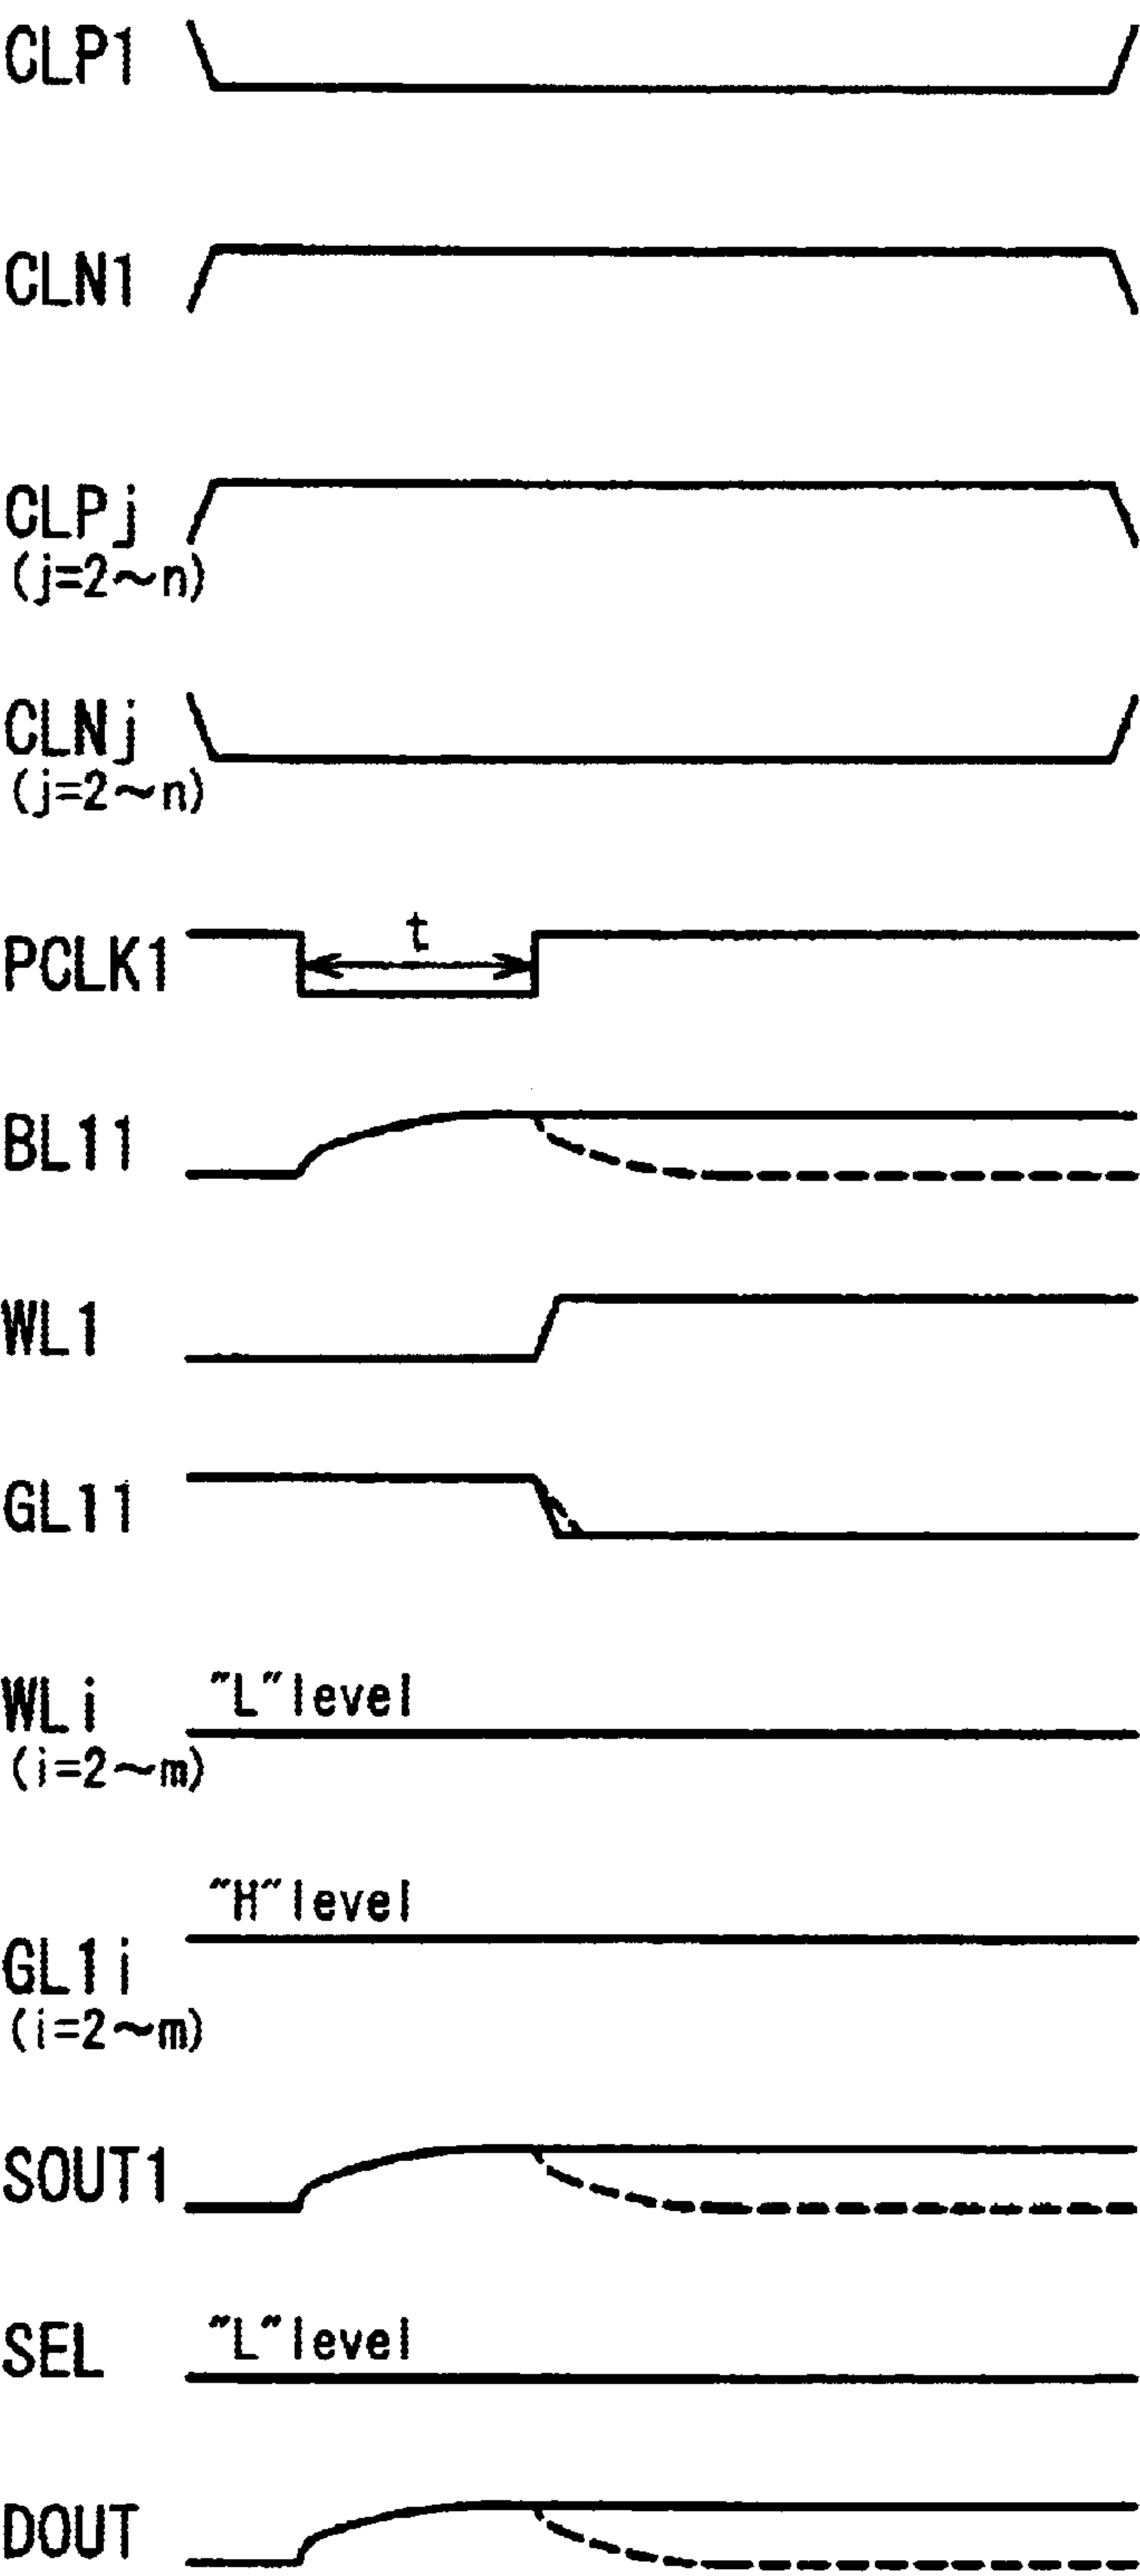 CLP1
CLN1
CLPj
(j=2～n)
CLNj
(j=2～n)
t
PCLK1
BL11
WL1
GL11
"L"level
WLi
(i=2～m)
"H"level
GL1i
(i=2～m)
SOUT1
"L"level
SEL
DOUT